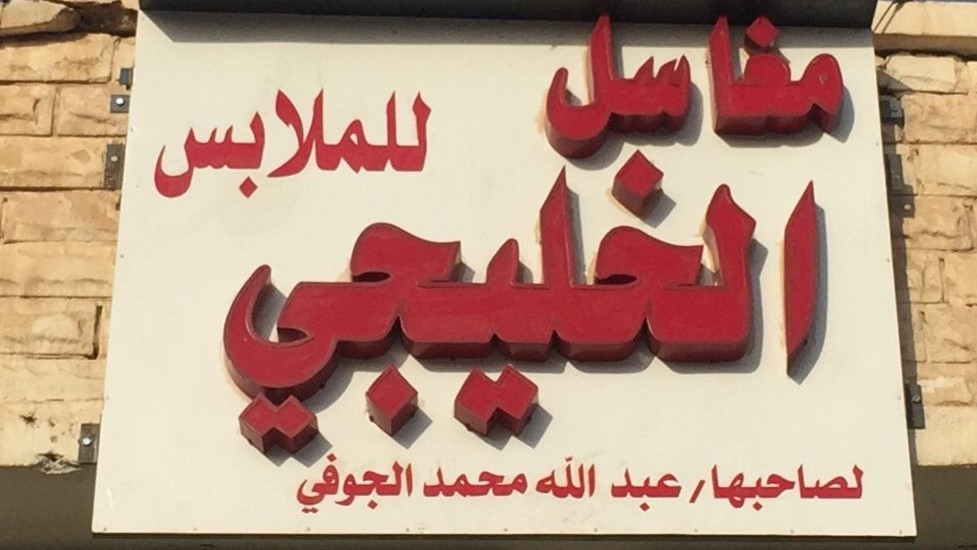 مغاسل
الخليجي
للملابس
لصاحبها/ عبد الله محمد الجوفي